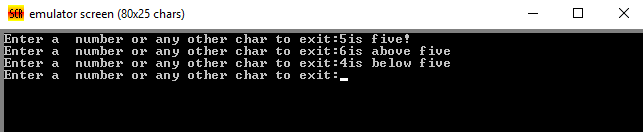 SCR emulator screen (80x25 chars)
Enter a  number or any other char to exit:5is five!
Enter a  number or any other char to exit:6is above five
Enter a  number or any other char to exit:4is below five
Enter a  number or any other char to exit: